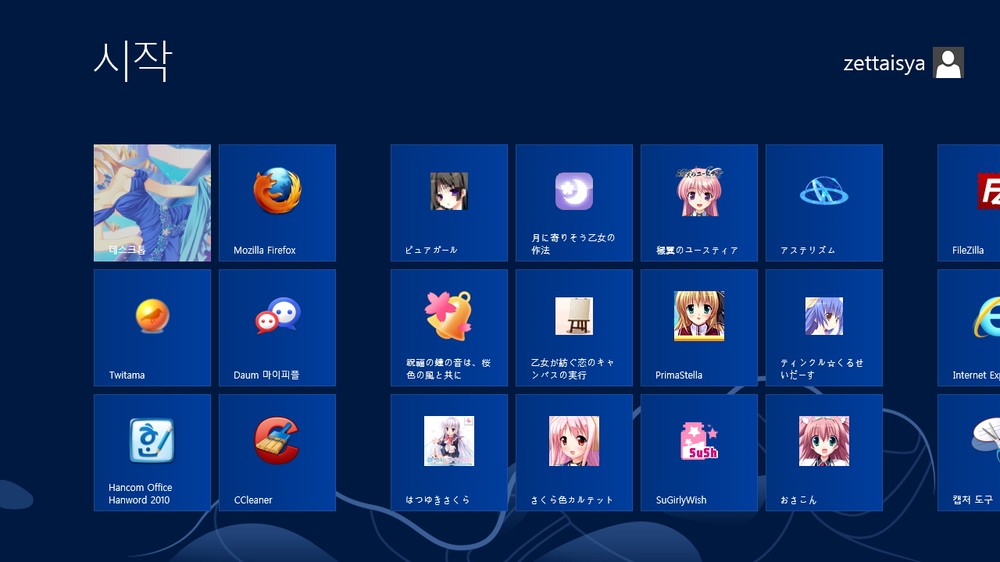 시작
zettaisya
데스크톱
Mozilla Firefox
ピュアガール
月に寄りそう乙女の
作法
穢翼のユースティア
アステリズム
FileZilla
Twitama
Daum 마이피플
祝福の鐘の音は、桜
色の風と共に
乙女が紡ぐ恋のキャ
ンバスの実行
PrimaStella
ティンクル☆くるせ
いだーす
Internet Exp
Hancom Office
Hanword 2010
CCleaner
はつゆきさくら
さくら色カルテット
SuSh
SuGirlyWish
おさこん
캡처 도구